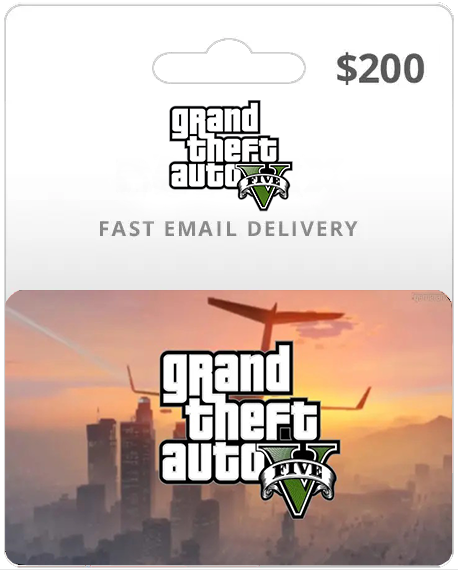 $200
grand
theft
auto
FIVE
FAST EMAIL DELIVERY
grand
theft
auto
FIVE